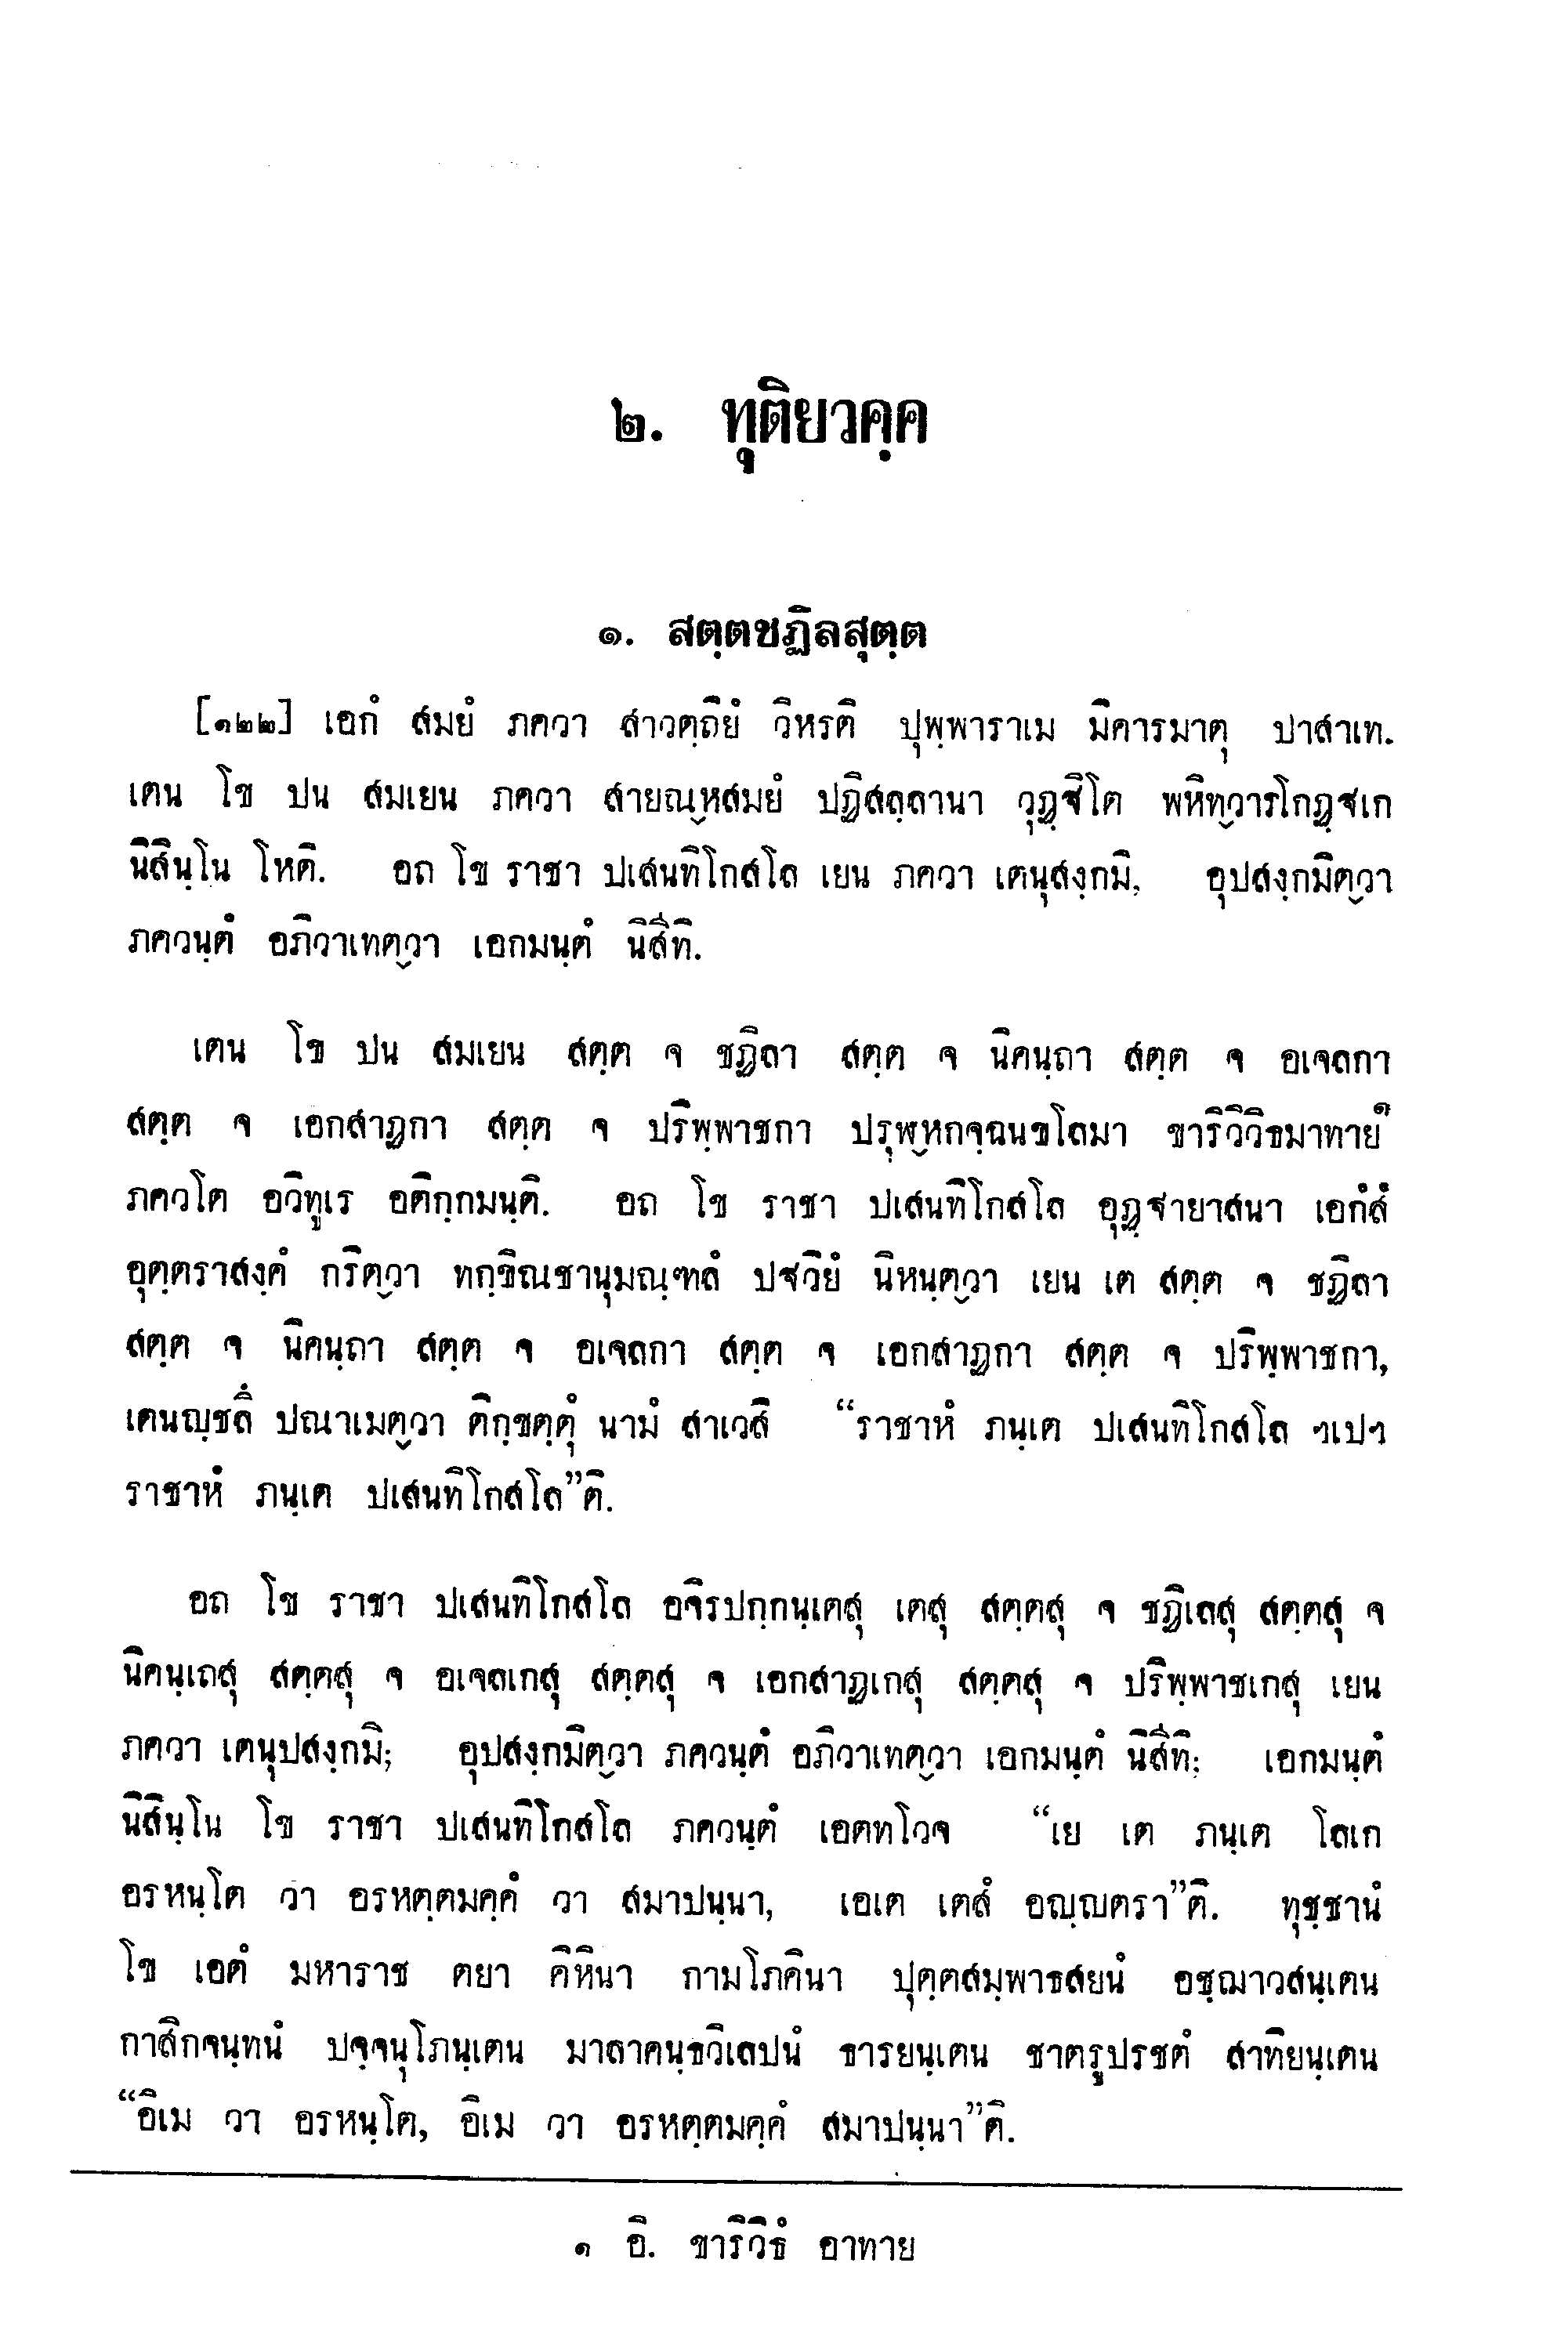 ๒. ทุติยวคฺค
๑. สตฺตชฏิลสุตฺต
[๑๒๒] เอกํ สมยํ ภควา สาวตฺถิยํ วิหรติ ปุพฺพาราเม มิคารมาตุ ปาสาเท.
เตน โข ปน สมเยน ภควา สายณฺหสมยํ ปฏิสลฺลานา วุฏฺฐิโต พหิทฺวารโกฏฺฐเก
นิสินฺโน โหติ. อถ โข ราชา ปเสนทิโกสโล เยน ภควา เตนุสงฺกมิ, อุปสงฺกมิตฺวา
ภควนฺตํ อภิวาเทตฺวา เอกมนฺตํ นิสีทิ.
เตน โข ปน สมเยน สตฺต จ ชฏิลา สตฺต จ นิคนฺถา สตฺต จ อเจลกา
สตฺต จ เอกสาฏกา สตฺต จ ปริพฺพาชกา ปรุฬฺหกจฺฉนขโลมา ขาริวิวิธมาทาย๑
ภควโต อวิทูเร อติกฺกมนฺติ. อถ โข ราชา ปเสนทิโกสโล อุฏฺฐายาสนา เอกํสํ
อุตฺตราสงฺคํ กริตฺวา ทกฺขิณชานุมณฺฑลํ ปฐวิยํ นิหนฺตฺวา เยน เต สตฺต จ ชฏิลา
สตฺต จ นิคนฺถา สตฺต จ อเจลกา สตฺต จ เอกสาฏกา สตฺต จ ปริพฺพาชกา,
เตนญฺชลึ ปณาเมตฺวา ติกฺขตฺตุํ นามํ สาเวสิ “ราชาหํ ภนฺเต ปเสนทิโกสโล ฯเปฯ
ราชาหํ ภนฺเต ปเสนทิโกสโล”ติ.
อถ โข ราชา ปเสนทิโกสโล อจิรปกฺกนฺเตสุ เตสุ สตฺตสุ จ ชฏิเลสุ สตฺตสุ จ
นิคนฺเถสุ สตฺตสุ จ อเจลเกสุ สตฺตสุ จ เอกสาฏเกสุ สตฺตสุ จ ปริพฺพาชเกสุ เยน
ภควา เตนุปสงฺกมิ; อุปสงฺกมิตฺวา ภควนฺตํ อภิวาเทตฺวา เอกมนฺตํ นิสีทิ; เอกมนฺตํ
นิสินฺโน โข ราชา ปเสนทิโกสโล ภควนฺตํ เอตทโวจ “เย เต ภนฺเต โลเก
อรหนฺโต วา อรหตฺตมคฺคํ วา สมาปนฺนา, เอเต เตสํ อญฺญตรา”ติ. ทุชฺชานํ
โข เอตํ มหาราช ตยา คิหินา กามโภคินา ปุตฺตสมฺพาธสยนํ อชฺฌาวสนฺเตน
กาสิกจนฺทนํ ปจฺจนุโภนฺเตน มาลาคนฺธวิเลปนํ ธารยนฺเตน ชาตรูปรชตํ สาทิยนฺเตน
“อิเม วา อรหนฺโต, อิเม วา อรหตฺตมคฺคํ สมาปนฺนา”ติ.
๑ อิ. ขาริวิธํ อาทาย